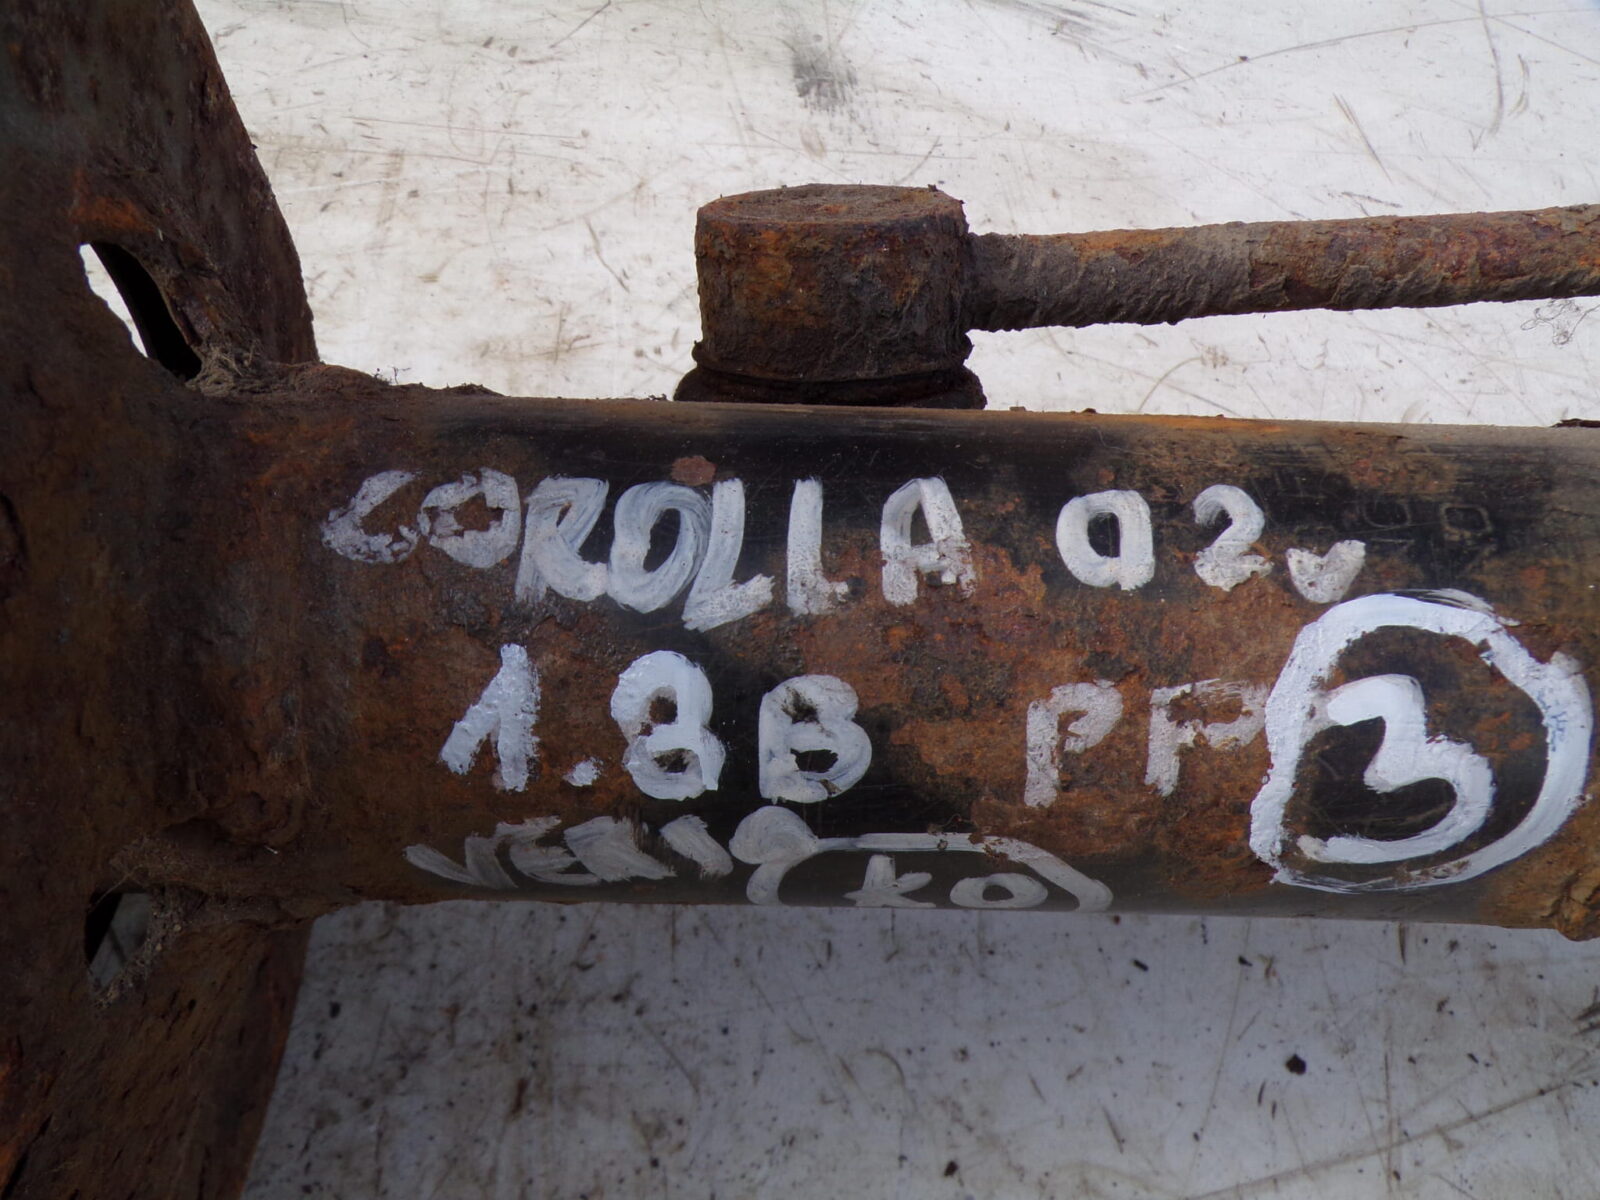 COROLLA 02
1.8B PP 3
(KO)